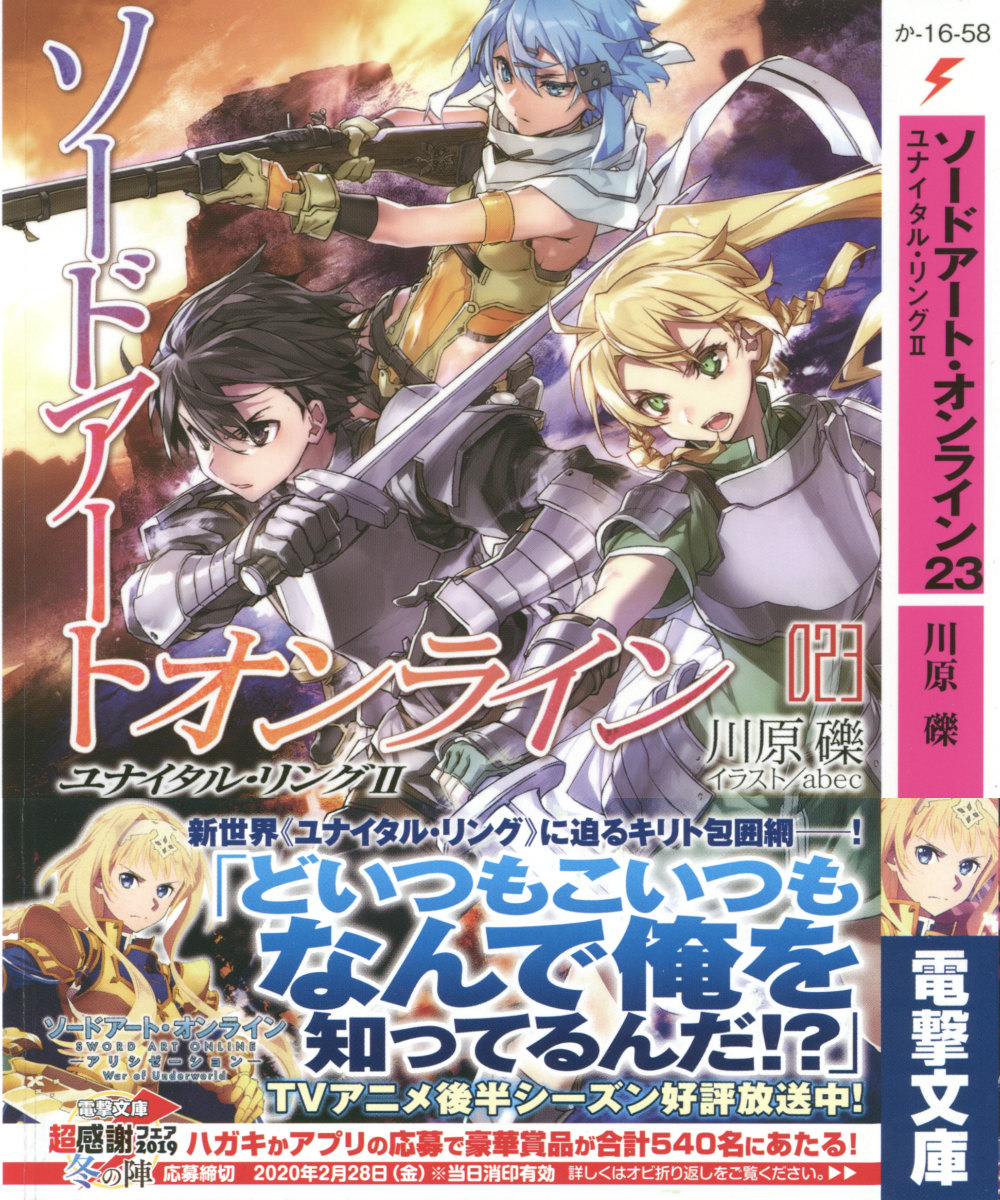 ソードアート
オンライン
023
ユナイタル・リングⅡ
川原 礫
イラスト/abec
新世界《ユナイタル・リング》に迫るキリト包囲網――!
「どいつもこいつも
なんで俺を
知ってるんだ!?」
ソードアート・オンライン
SWORD ART ONLINE
―アリシゼーション―
War of Underworld
TVアニメ後半シーズン好評放送中!
電撃文庫
超感謝フェア2019
冬の陣
ハガキかアプリの応募で豪華賞品が合計540名にあたる!
応募締切 2020年2月28日(金) ※当日消印有効 詳しくはオビ折り返しをご覧ください。▶▶
か-16-58
ソードアート・オンライン23
ユナイタル・リングⅡ
川原 礫
電撃文庫